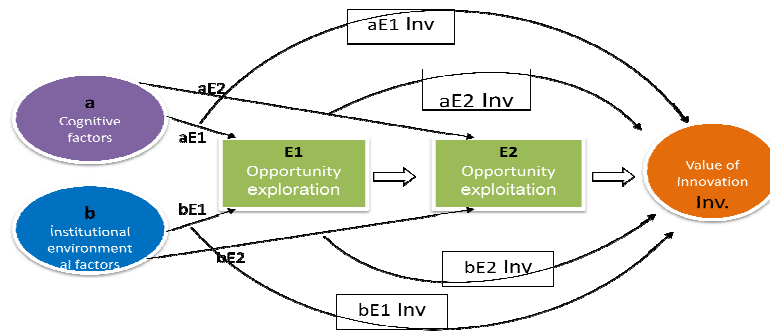 aE1 Inv
aE2
a
Cognitive
factors
aE2 Inv
aE1
E1
Opportunity
exploration
E2
Opportunity
exploitation
Value of
Innovation
Inv.
bE1
b
İnstitutional
environment
al factors
bE2
bE2 Inv
bE1 Inv